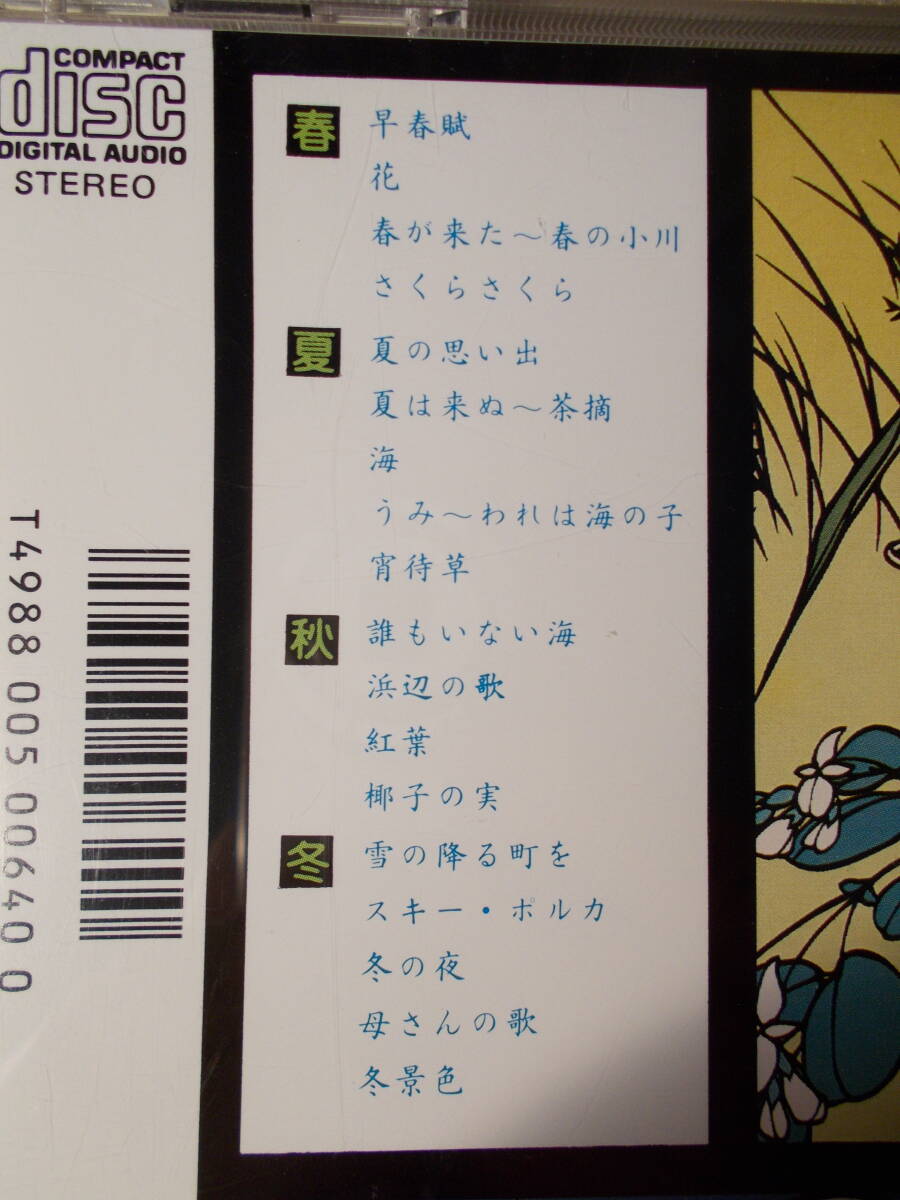 COMPACT
disc
DIGITAL AUDIO
STEREO
T4988005006400
春 早春賦
花
春が来た～春の小川
さくらさくら
夏 夏の思い出
夏は来ぬ～茶摘
海
うみ～われは海の子
宵待草
秋 誰もいない海
浜辺の歌
紅葉
椰子の実
冬 雪の降る町を
スキー・ポルカ
冬の夜
母さんの歌
冬景色